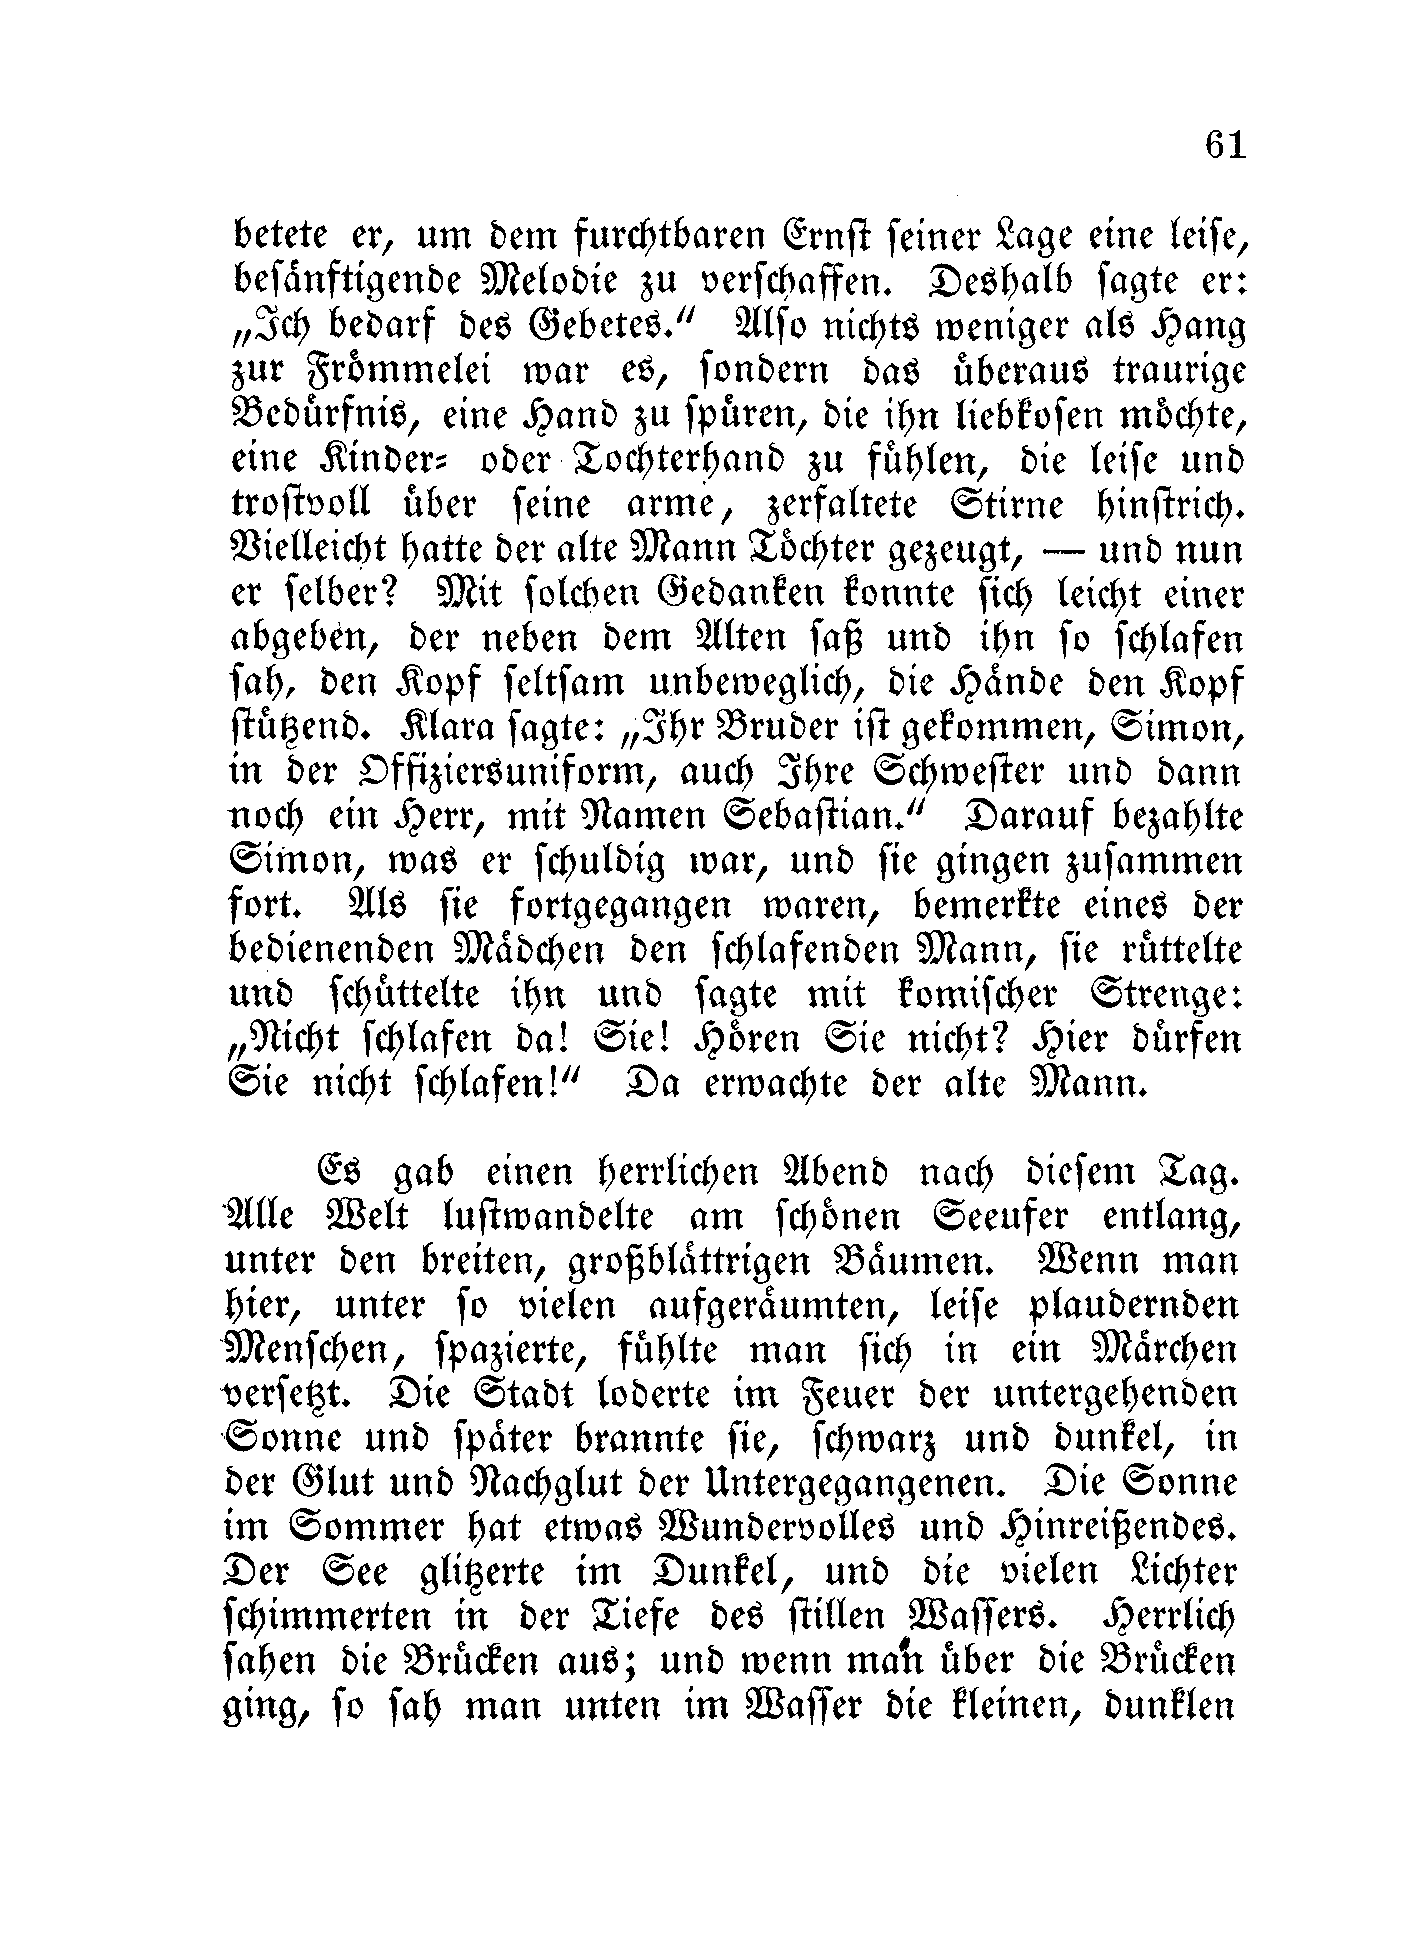 61
betete er, um dem furchtbaren Ernst seiner Lage eine leise,
besänftigende Melodie zu verschaffen. Deshalb sagte er:
„Ich bedarf des Gebetes.“ Also nichts weniger als Hang
zur Frömmelei war es, sondern das überaus traurige
Bedürfnis, eine Hand zu spüren, die ihn liebkosen möchte,
eine Kinder- oder Tochterhand zu fühlen, die leise und
trostvoll über seine arme, zerfaltete Stirne hinstrich.
Vielleicht hatte der alte Mann Töchter gezeugt, — und nun
er selber? Mit solchen Gedanken konnte sich leicht einer
abgeben, der neben dem Alten saß und ihn so schlafen
sah, den Kopf seltsam unbeweglich, die Hände den Kopf
stützend. Klara sagte: „Ihr Bruder ist gekommen, Simon,
in der Offiziersuniform, auch Ihre Schwester und dann
noch ein Herr, mit Namen Sebastian.“ Darauf bezahlte
Simon, was er schuldig war, und sie gingen zusammen
fort. Als sie fortgegangen waren, bemerkte eines der
bedienenden Mädchen den schlafenden Mann, sie rüttelte
und schüttelte ihn und sagte mit komischer Strenge:
„Nicht schlafen da! Sie! Hören Sie nicht? Hier dürfen
Sie nicht schlafen!“ Da erwachte der alte Mann.
Es gab einen herrlichen Abend nach diesem Tag.
Alle Welt lustwandelte am schönen Seeufer entlang,
unter den breiten, großblättrigen Bäumen. Wenn man
hier, unter so vielen aufgeräumten, leise plaudernden
Menschen, spazierte, fühlte man sich in ein Märchen
versetzt. Die Stadt loderte im Feuer der untergehenden
Sonne und später brannte sie, schwarz und dunkel, in
der Glut und Nachglut der Untergegangenen. Die Sonne
im Sommer hat etwas Wundervolles und Hinreißendes.
Der See glitzerte im Dunkel, und die vielen Lichter
schimmerten in der Tiefe des stillen Wassers. Herrlich
sahen die Brücken aus; und wenn man über die Brücken
ging, so sah man unten im Wasser die kleinen, dunklen